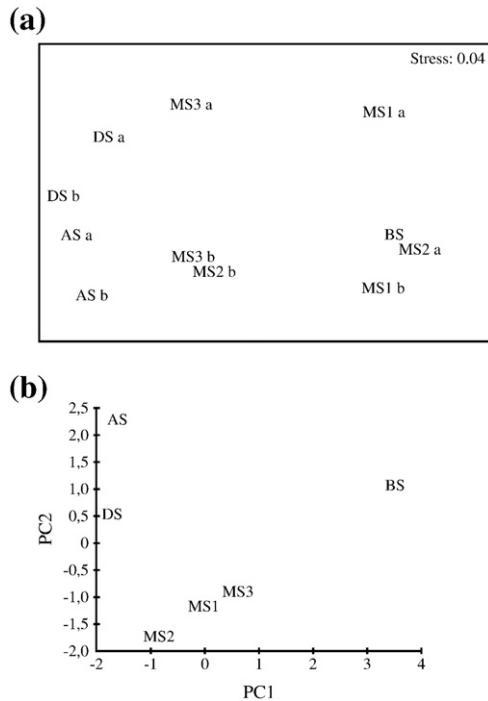 (a)
Stress: 0.04
MS3 a
MS1 a
DS a
DS b
AS a
BS
MS2 a
MS3 b
MS2 b
MS1 b
AS b
(b)
2,5
AS
2,0
1,5
BS
1,0
0,5
DS
PC2
0
-0,5
MS3
-1,0
MS1
-1,5
MS2
-2,0
-2 -1 0 1 2 3 4
PC1